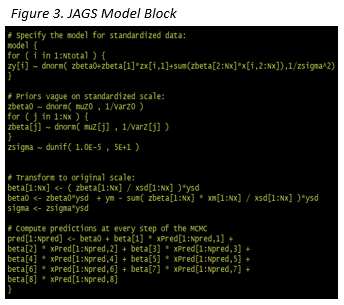 Figure 3. JAGS Model Block
# Specify the model for standardized data:
model {
for ( i in 1:Ntotal ) {
zy[i] ~ dnorm( zbeta0+zbeta[1]*zx[i,1]+sum(zbeta[2:Nx]*x[i,2:Nx]),1/zsigma^2)
}
# Priors vague on standardized scale:
zbeta0 ~ dnorm( muZ0 , 1/VarZ0 )
for ( j in 1:Nx ) {
zbeta[j] ~ dnorm( muZ[j] , 1/VarZ[j] )
}
zsigma ~ dunif( 1.0E-5 , 5E+1 )
# Transform to original scale:
beta[1:Nx] <- ( zbeta[1:Nx] / xsd[1:Nx] )*ysd
beta0 <- zbeta0*ysd + ym - sum( zbeta[1:Nx] * xm[1:Nx] / xsd[1:Nx] )*ysd
sigma <- zsigma*ysd
# Compute predictions at every step of the MCMC
pred[1:Npred] <- beta0 + beta[1] * xPred[1:Npred,1] +
beta[2] * xPred[1:Npred,2] + beta[3] * xPred[1:Npred,3] +
beta[4] * xPred[1:Npred,4] + beta[5] * xPred[1:Npred,5] +
beta[6] * xPred[1:Npred,6] + beta[7] * xPred[1:Npred,7] +
beta[8] * xPred[1:Npred,8]
}